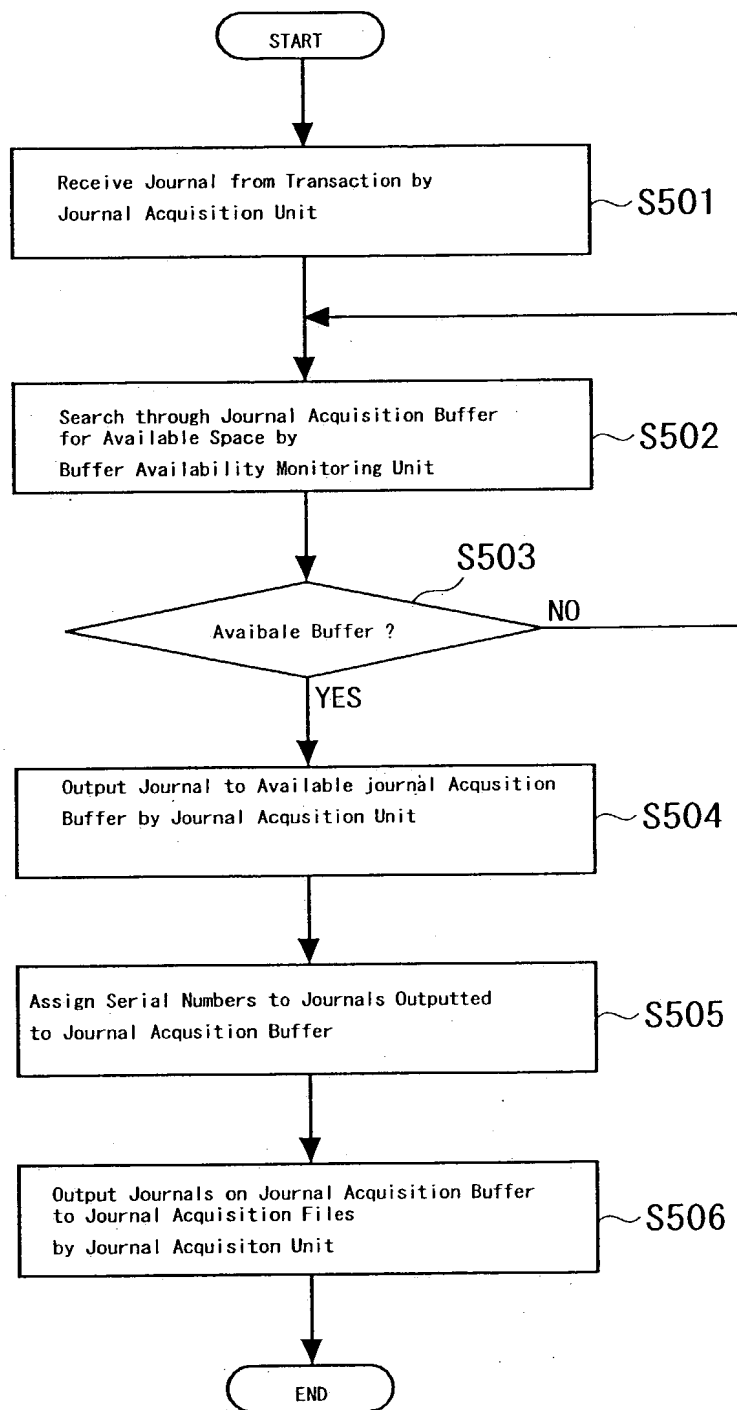 START
Receive Journal from Transaction by
Journal Acquisition Unit
S501
Search through Journal Acquisition Buffer
for Available Space by
Buffer Availability Monitoring Unit
S502
S503
Avaibale Buffer ?
NO
YES
Output Journal to Available journal Acqusition
Buffer by Journal Acqusition Unit
S504
Assign Serial Numbers to Journals Outputted
to Journal Acqusition Buffer
S505
Output Journals on Journal Acquisition Buffer
to Journal Acquisition Files
by Journal Acquisiton Unit
S506
END